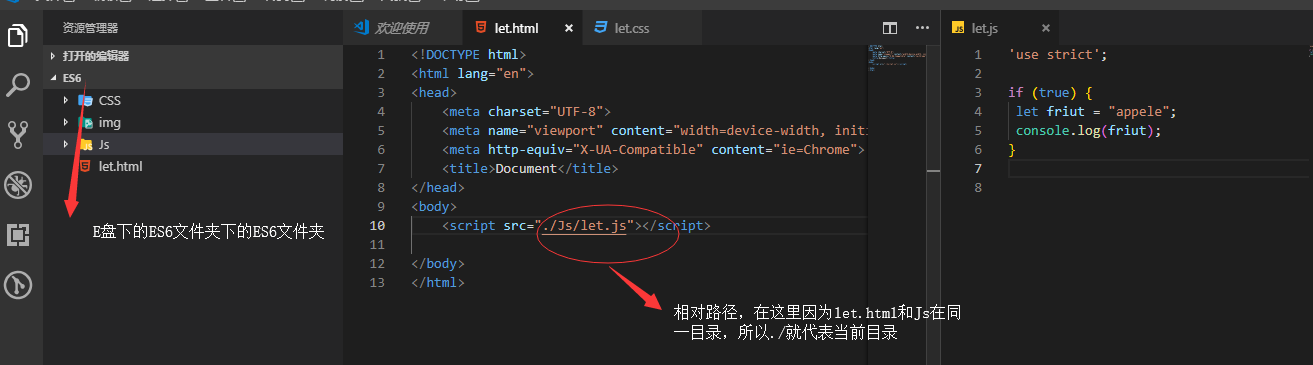 资源管理器
打开的编辑器
ES6
CSS
img
Js
let.html
E盘下的ES6文件夹下的ES6文件夹
欢迎使用
let.html
let.css
1 <!DOCTYPE html>
2 <html lang="en">
3 <head>
4 <meta charset="UTF-8">
5 <meta name="viewport" content="width=device-width, initi
6 <meta http-equiv="X-UA-Compatible" content="ie=Chrome">
7 <title>Document</title>
8 </head>
9 <body>
10 <script src="./Js/let.js"></script>
11
12 </body>
13 </html>
相对路径，在这里因为let.html和Js在同
一目录，所以./就代表当前目录
JS let.js
1 'use strict';
2
3 if (true) {
4 let friut = "appele";
5 console.log(friut);
6 }
7
8